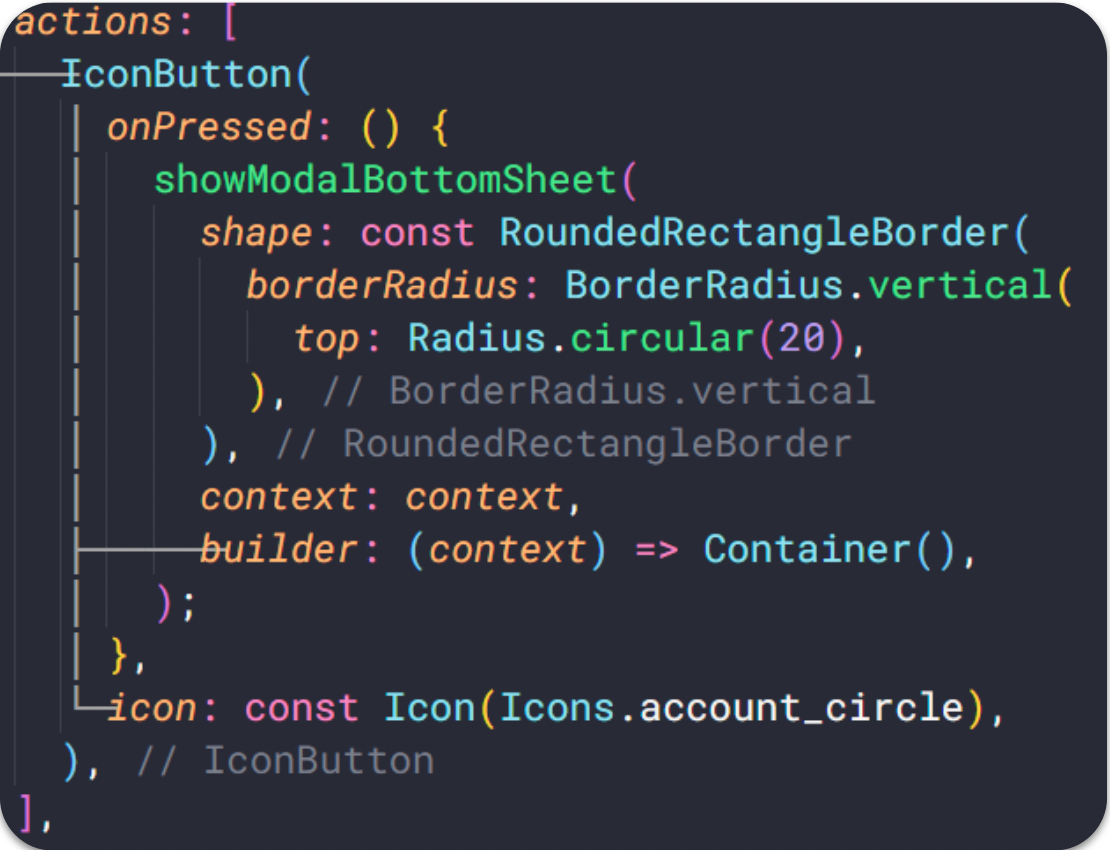 actions: [
IconButton(
onPressed: () {
showModalBottomSheet(
shape: const RoundedRectangleBorder(
borderRadius: BorderRadius.vertical(
top: Radius.circular(20),
), // BorderRadius.vertical
), // RoundedRectangleBorder
context: context,
builder: (context) => Container(),
);
},
icon: const Icon(Icons.account_circle),
), // IconButton
],